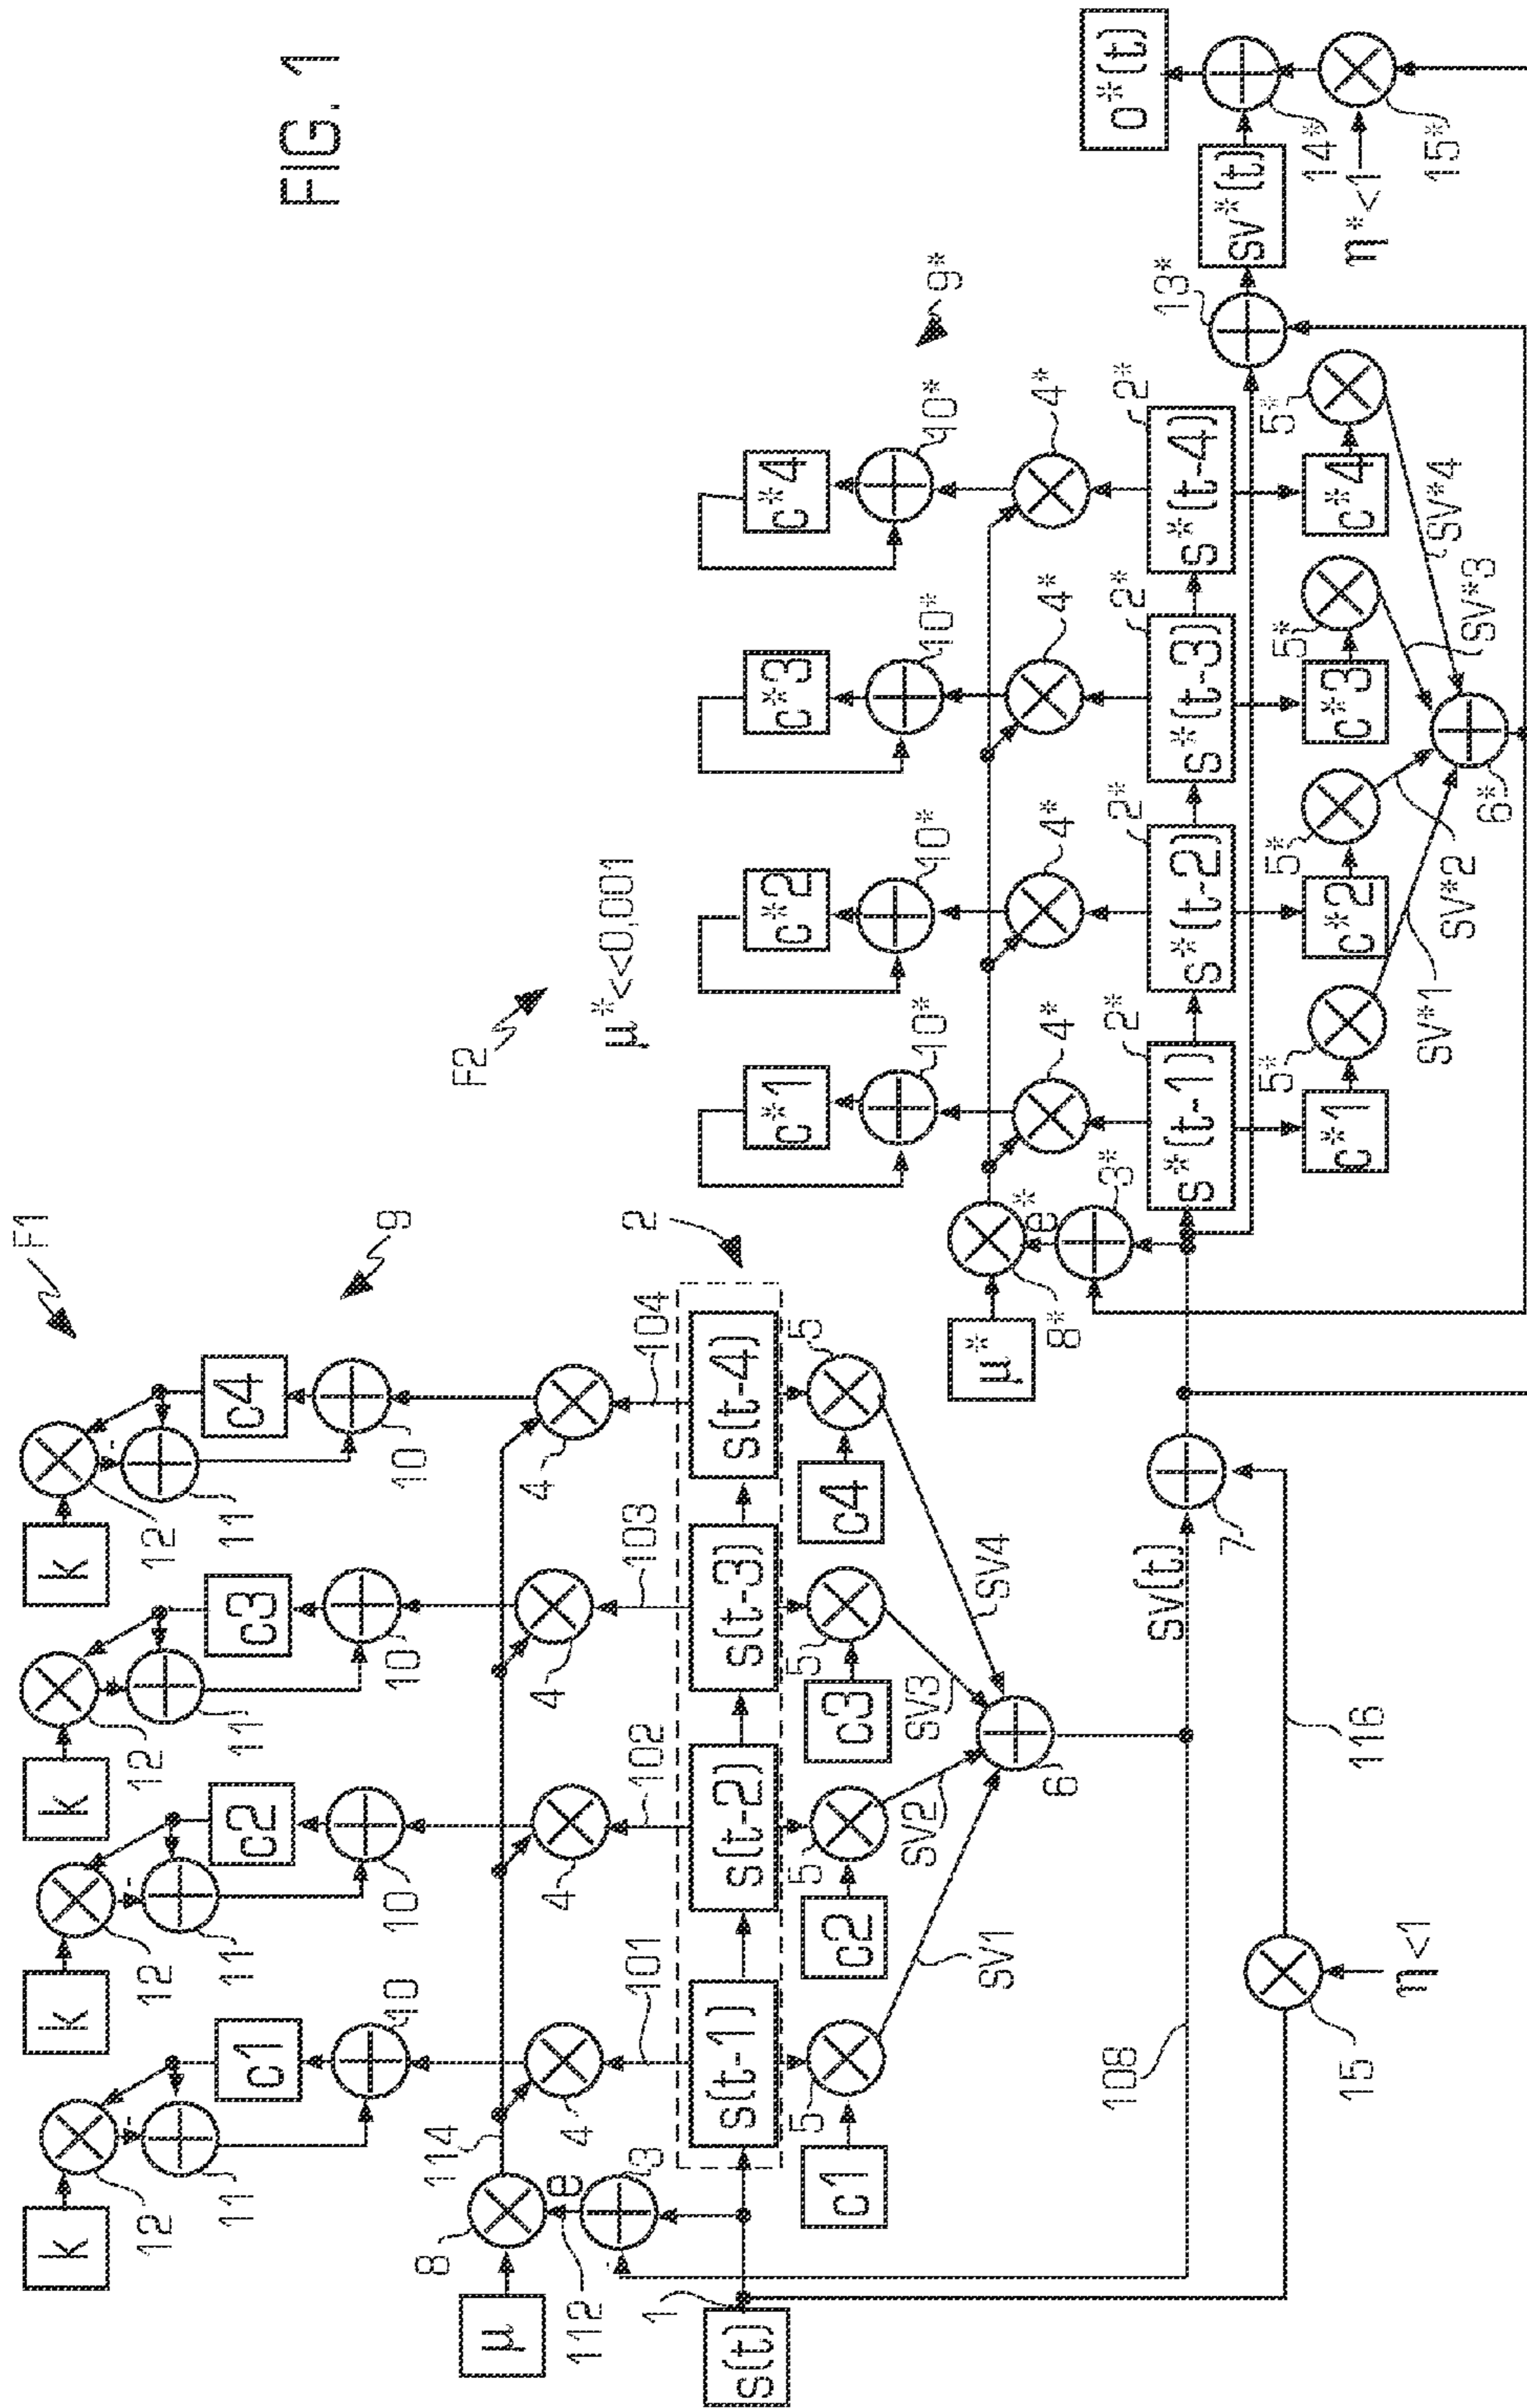 FIG. 1
F1
9
k
k
k
k
12
12
12
12
11
11
11
11
c1
c2
c3
c4
10
10
10
10
μ
8
114
4
4
4
4
112
e
3
101
102
103
104
2
1
s(t)
s(t-1)
s(t-2)
s(t-3)
s(t-4)
5
5
5
5
c1
c2
c3
c4
SV1
SV2
SV3
SV4
6
108
SV(t)
7
15
η<1
116
F2
μ*<<0,001
9*
c*1
c*2
c*3
c*4
10*
10*
10*
10*
μ*
8*
e*
3*
4*
4*
4*
4*
2*
2*
2*
2*
s*(t-1)
s*(t-2)
s*(t-3)
s*(t-4)
5*
5*
5*
5*
c*1
c*2
c*3
c*4
SV*1
SV*2
SV*3
SV*4
6*
13*
sv*(t)
14*
o*(t)
η*<1
15*